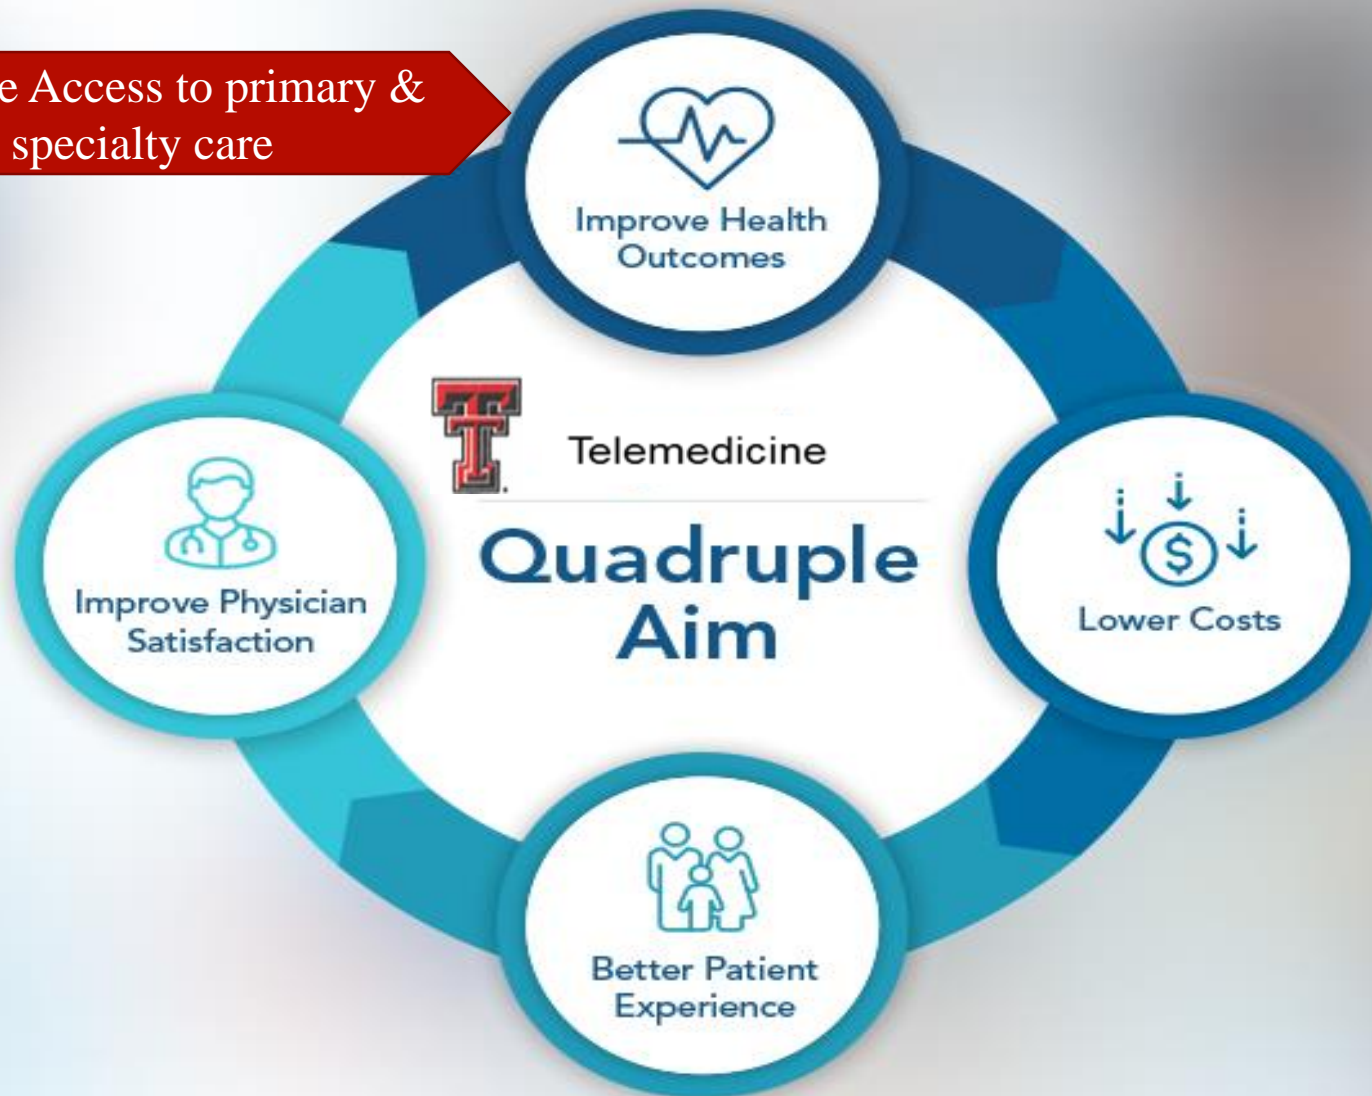 Access to primary &
specialty care
Improve Health
Outcomes
Telemedicine
Quadruple
Aim
Improve Physician
Satisfaction
$
Lower Costs
Better Patient
Experience